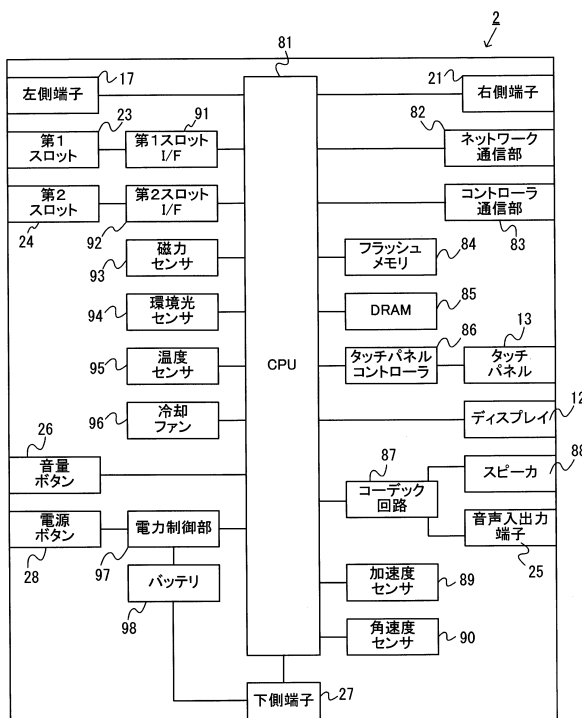 2
81
17
左側端子
21
右側端子
23
第1
スロット
91
第1スロット
I/F
82
ネットワーク
通信部
第2
スロット
24
第2スロット
I/F
92
コントローラ
通信部
83
磁力
センサ
93
フラッシュ
メモリ
84
環境光
センサ
94
DRAM
85
CPU
温度
センサ
95
86
タッチパネル
コントローラ
13
タッチ
パネル
冷却
ファン
96
ディスプレイ
12
26
音量
ボタン
87
コーデック
回路
スピーカ
88
電源
ボタン
28
電力制御部
97
音声入出力
端子
25
バッテリ
98
加速度
センサ
89
角速度
センサ
90
下側端子
27